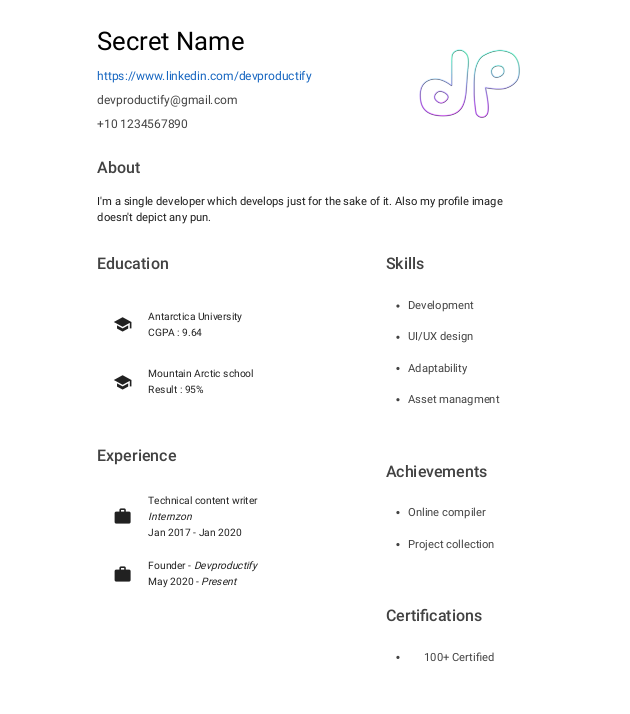 Secret Name
https://www.linkedin.com/devproductify
devproductify@gmail.com
+10 1234567890
dp
About
I'm a single developer which develops just for the sake of it. Also my profile image
doesn't depict any pun.
Education
Antarctica University
CGPA : 9.64
Mountain Arctic school
Result : 95%
Experience
Technical content writer
Internzon
Jan 2017 - Jan 2020
Founder - Devproductify
May 2020 - Present
Skills
• Development
• UI/UX design
• Adaptability
• Asset managment
Achievements
• Online compiler
• Project collection
Certifications
• 100+ Certified